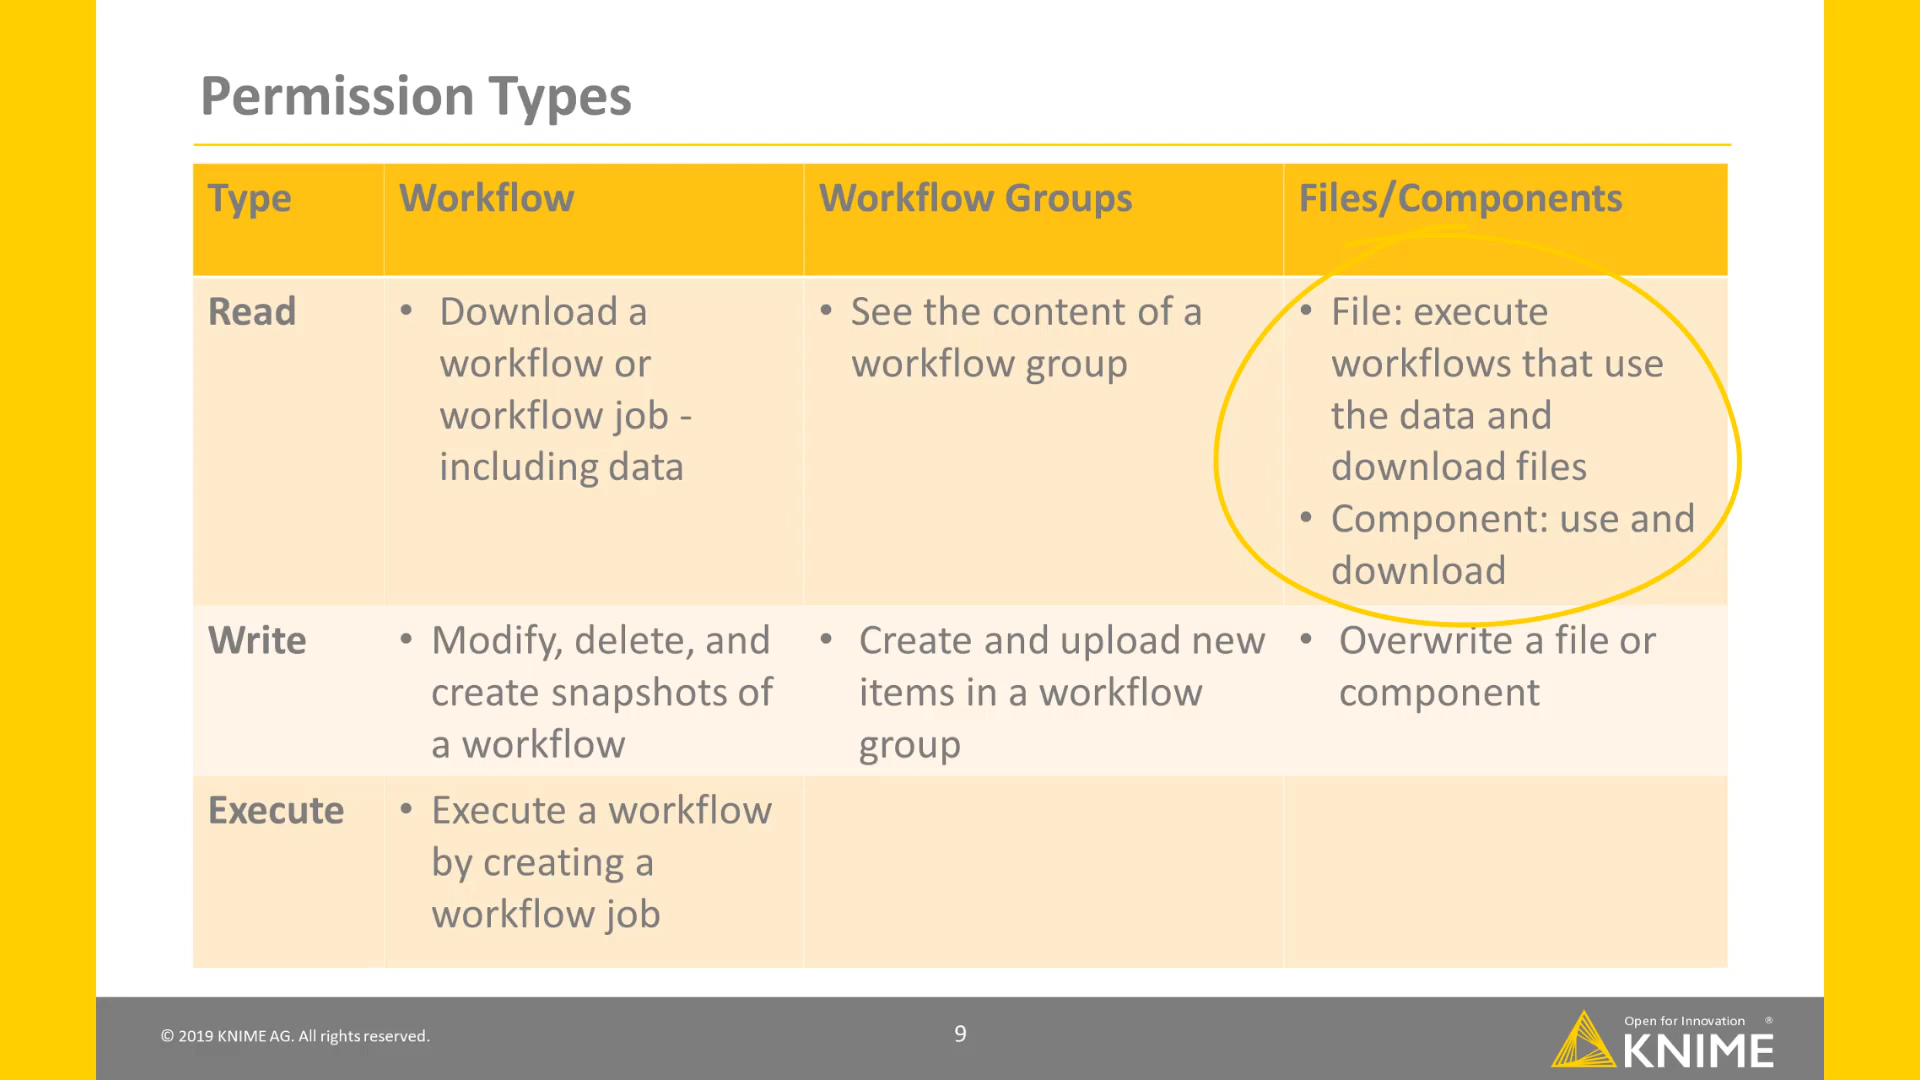 Permission Types
Type
Workflow
Workflow Groups
Files/Components
Read
• Download a
workflow or
workflow job -
including data
• See the content of a
workflow group
• File: execute
workflows that use
the data and
download files
• Component: use and
download
Write
• Modify, delete, and
create snapshots of
a workflow
• Create and upload new
items in a workflow
group
• Overwrite a file or
component
Execute
• Execute a workflow
by creating a
workflow job
© 2019 KNIME AG. All rights reserved.
9
Open for Innovation ®
KNIME